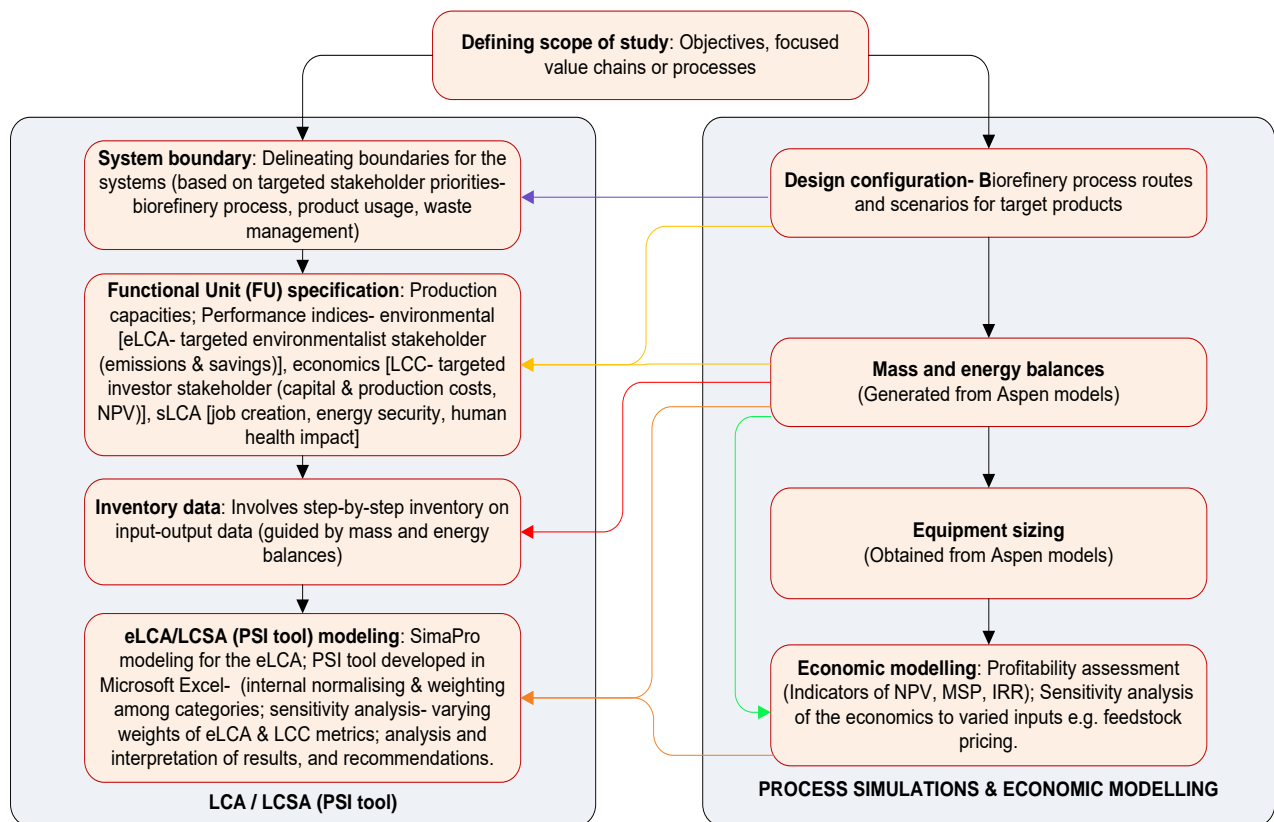 Defining scope of study: Objectives, focused
value chains or processes
System boundary: Delineating boundaries for the
systems (based on targeted stakeholder priorities-
biorefinery process, product usage, waste
management)
Functional Unit (FU) specification: Production
capacities; Performance indices- environmental
[eLCA- targeted environmentalist stakeholder
(emissions & savings)], economics [LCC- targeted
investor stakeholder (capital & production costs,
NPV)], sLCA [job creation, energy security, human
health impact]
Inventory data: Involves step-by-step inventory on
input-output data (guided by mass and energy
balances)
eLCA/LCSA (PSI tool) modeling: SimaPro
modeling for the eLCA; PSI tool developed in
Microsoft Excel- (internal normalising & weighting
among categories; sensitivity analysis- varying
weights of eLCA & LCC metrics; analysis and
interpretation of results, and recommendations.
LCA / LCSA (PSI tool)
Design configuration- Biorefinery process routes
and scenarios for target products
Mass and energy balances
(Generated from Aspen models)
Equipment sizing
(Obtained from Aspen models)
Economic modelling: Profitability assessment
(Indicators of NPV, MSP, IRR); Sensitivity analysis
of the economics to varied inputs e.g. feedstock
pricing.
PROCESS SIMULATIONS & ECONOMIC MODELLING